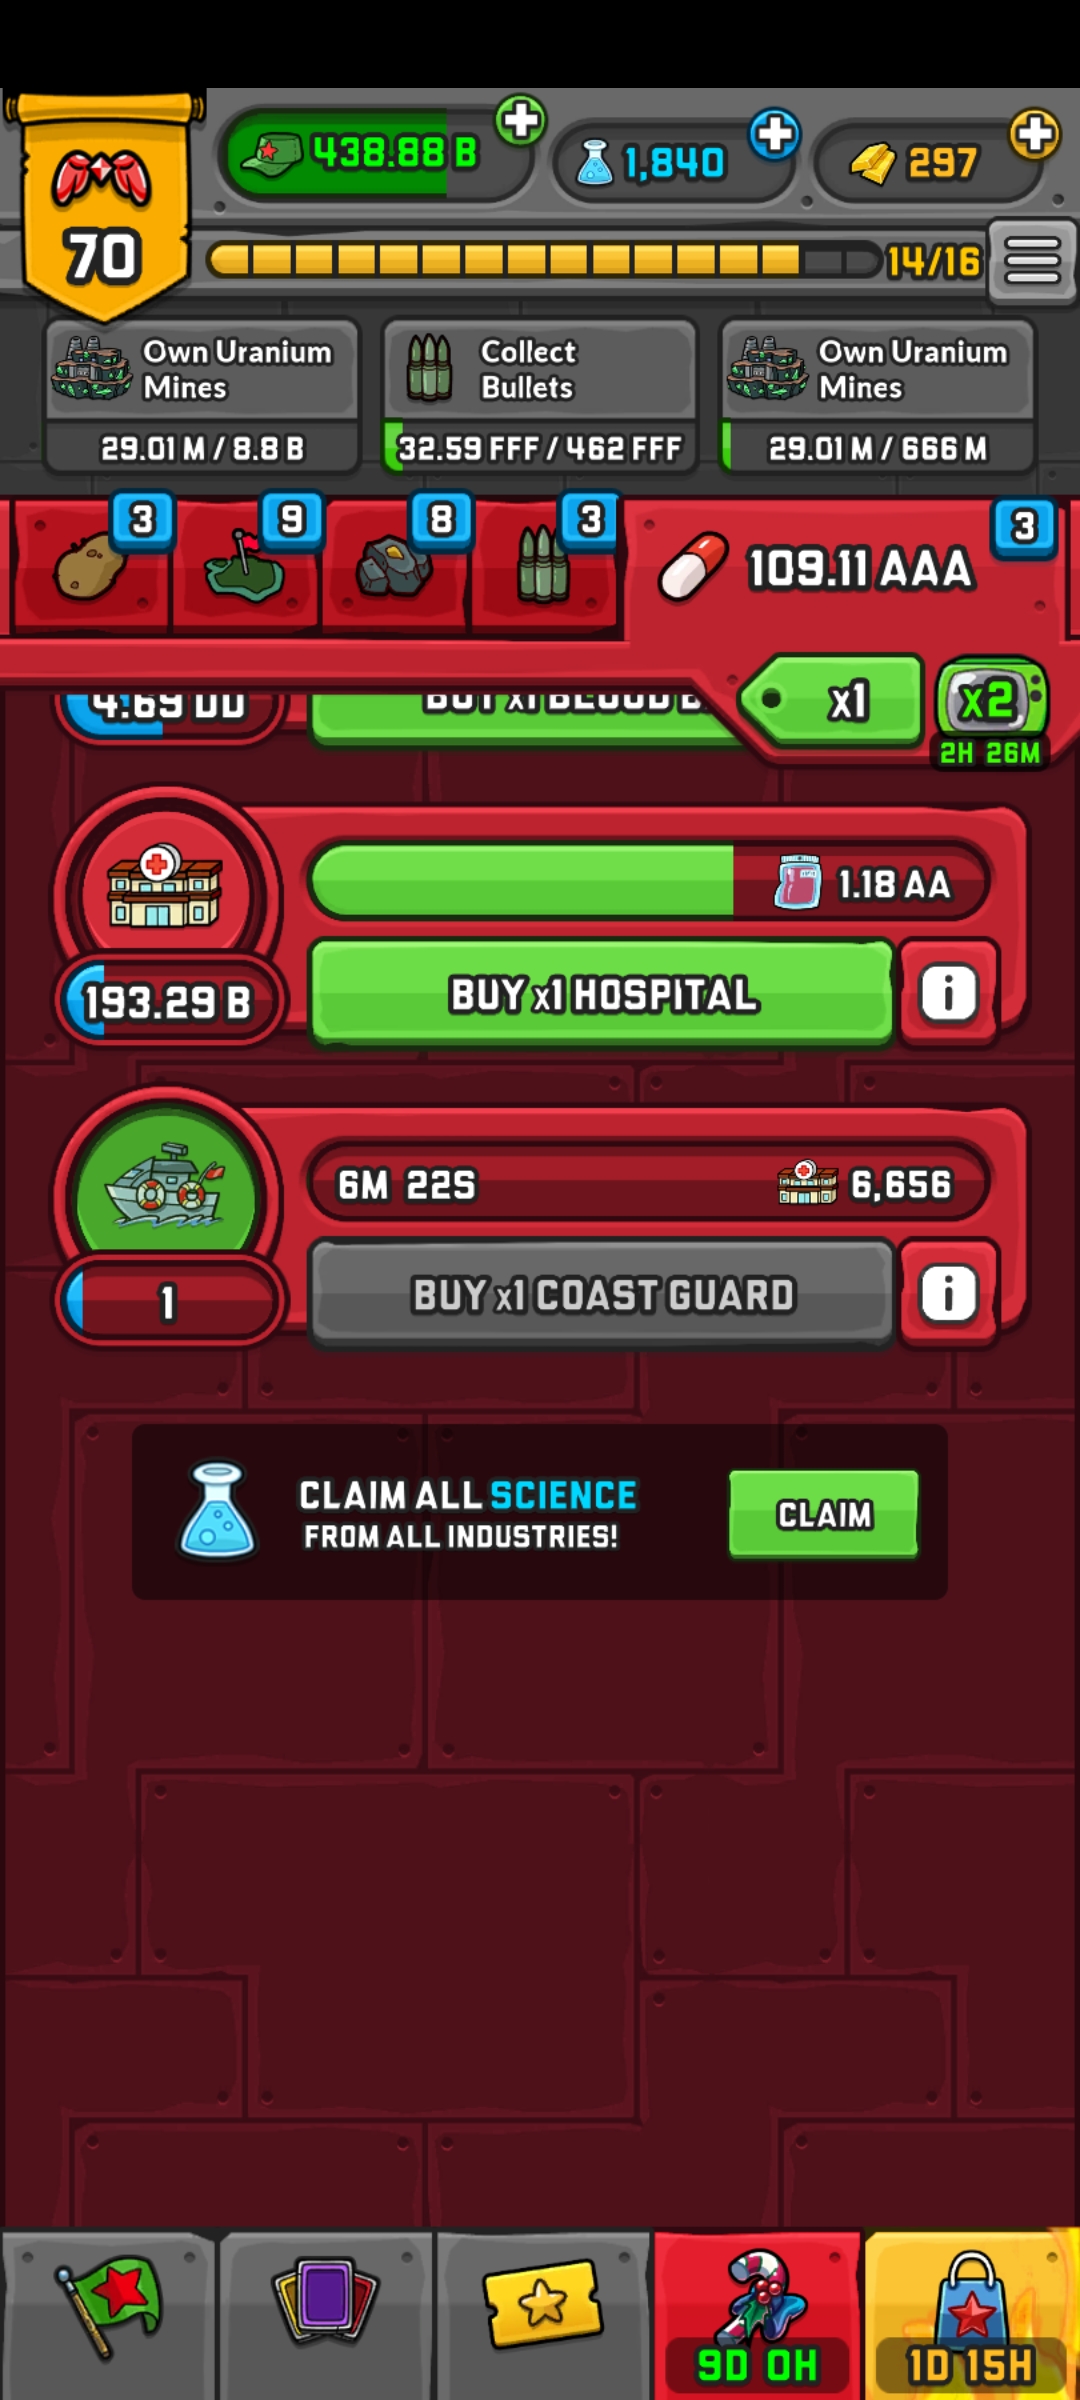 438.88 B
1,840
297
70
14/16
Own Uranium
Mines
29.01 M / 8.8 B
Collect
Bullets
32.59 FFF / 462 FFF
Own Uranium
Mines
29.01 M / 666 M
3
9
8
3
109.11 AAA
3
x1
x2
2H 26M
1.18 AA
193.29 B
BUY x1 HOSPITAL
i
6M 22S
6,656
1
BUY x1 COAST GUARD
i
CLAIM ALL SCIENCE
FROM ALL INDUSTRIES!
CLAIM
9D 0H
1D 15H